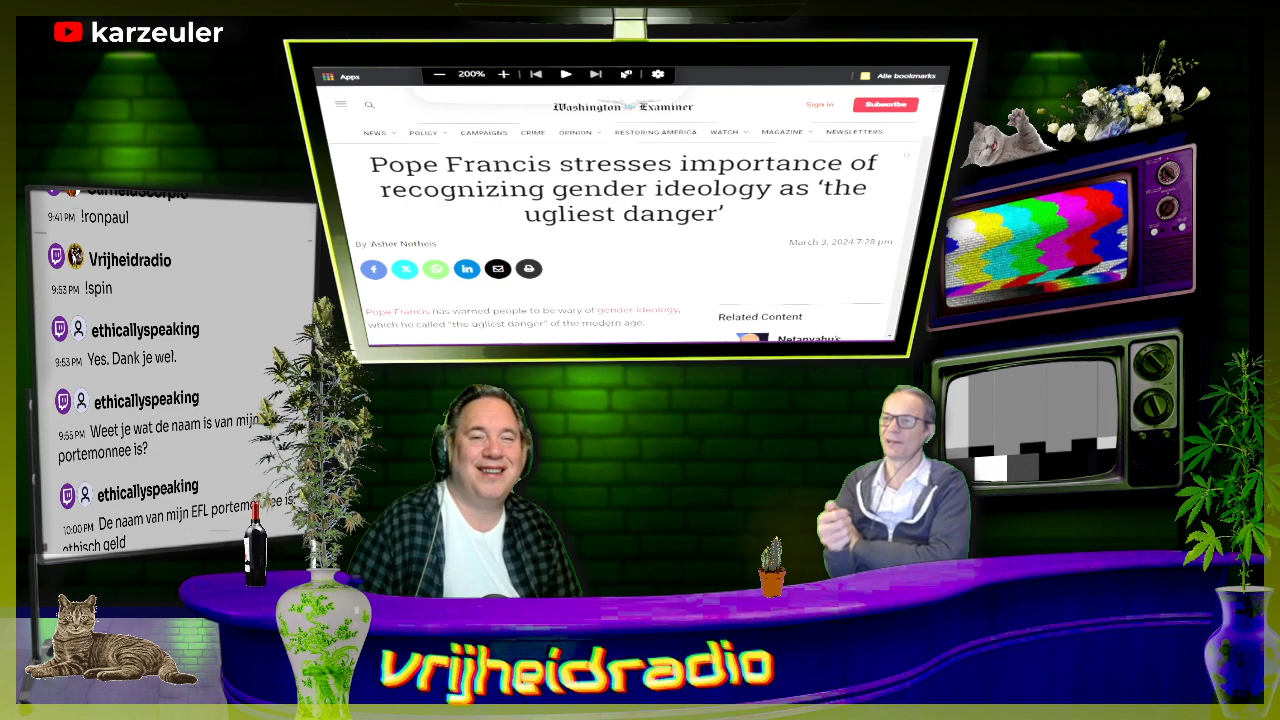 karzeuler
Apps
200%
Alle bookmarks
Washington Examiner
Sign in
Subscribe
NEWS
POLICY
CAMPAIGNS
CRIME
OPINION
RESTORING AMERICA
WATCH
MAGAZINE
NEWSLETTERS
Pope Francis stresses importance of
recognizing gender ideology as ‘the
ugliest danger’
By Asher Notheis
March 3, 2024 7:28 pm
Pope Francis has warned people to be wary of gender ideology,
which he called "the ugliest danger" of the modern age.
Related Content
Netanyahu's
9:41 PM !ronpaul
Vrijheidradio
9:53 PM !spin
ethicallyspeaking
9:53 PM Yes. Dank je wel.
ethicallyspeaking
9:55 PM Weet je wat de naam is van mijn
portemonnee is?
ethicallyspeaking
10:00 PM De naam van mijn EFL portemonnee is:
ethisch geld
vrijheidradio